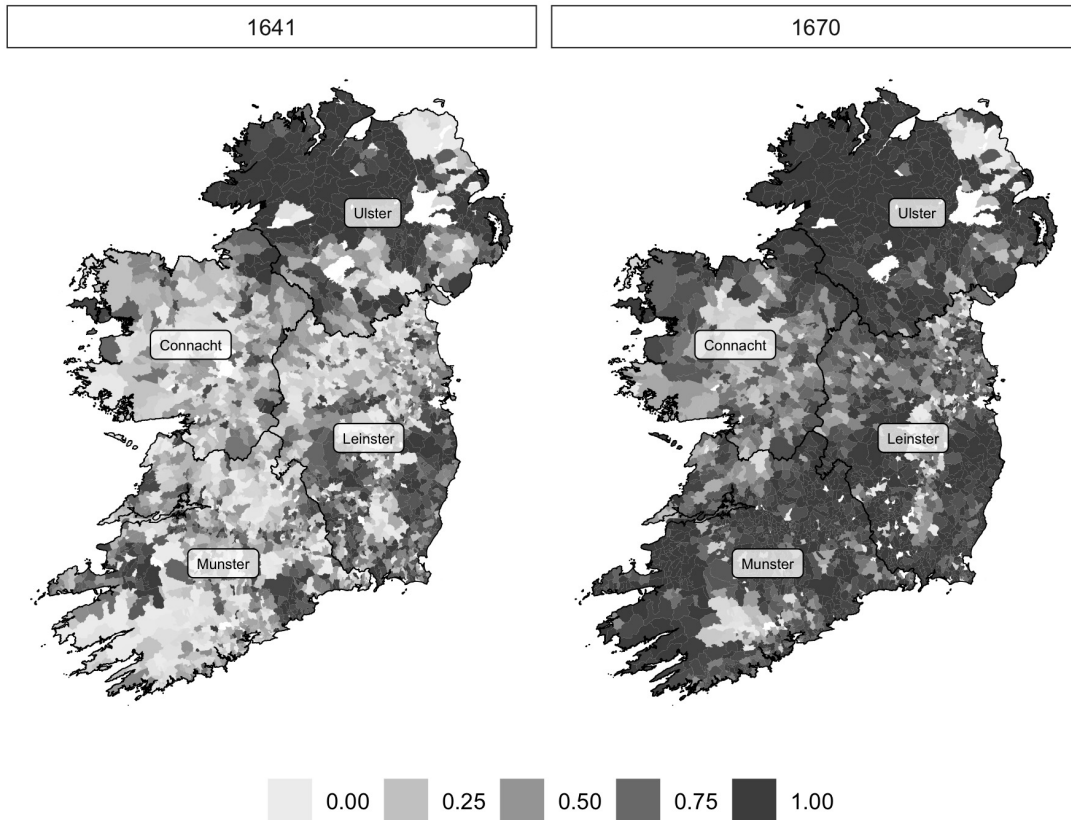 1641
1670
Ulster
Connacht
Leinster
Munster
Ulster
Connacht
Leinster
Munster
0.00 0.25 0.50 0.75 1.00